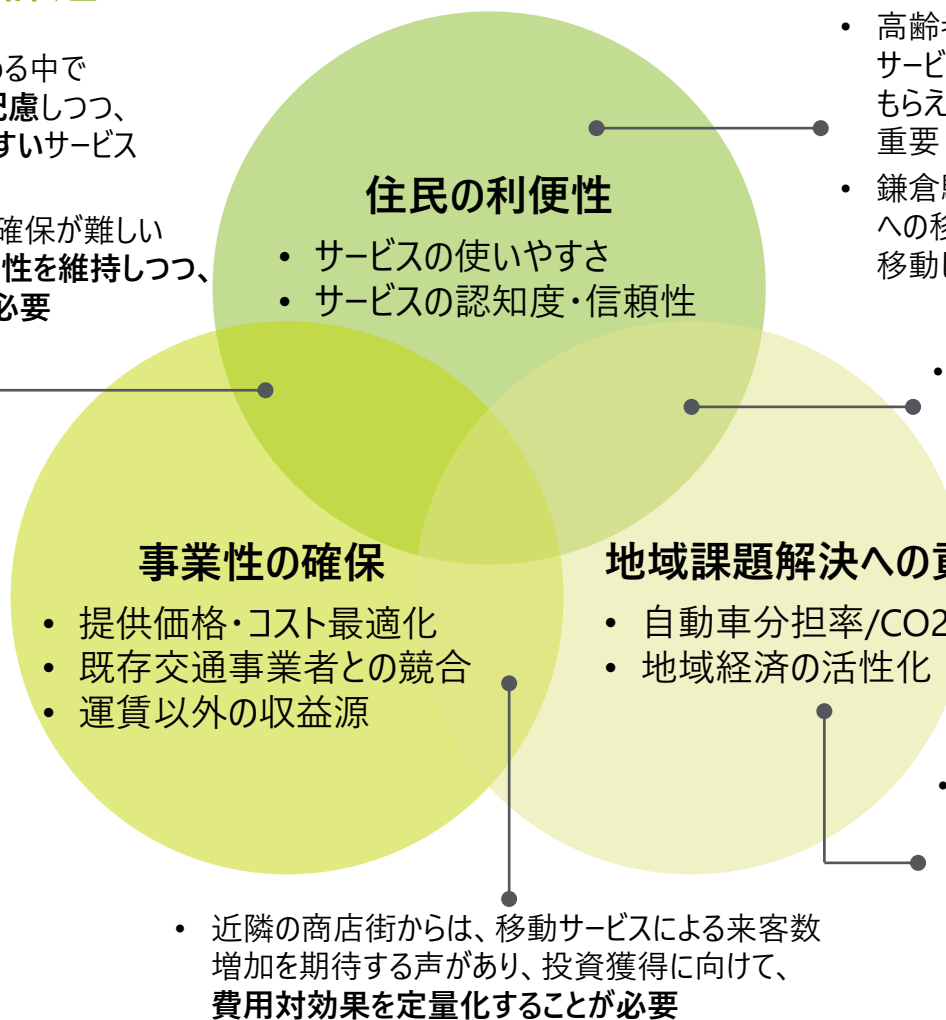 める中で
配慮しつつ、
すいサービス
確保が難しい
性を維持しつつ、
必要
高齢
サービ
もらえ
重要
鎌倉
への移
移動し
住民の利便性
• サービスの使いやすさ
• サービスの認知度・信頼性
事業性の確保
• 提供価格・コスト最適化
• 既存交通事業者との競合
• 運賃以外の収益源
地域課題解決への貢
• 自動車分担率/CO2
• 地域経済の活性化
• 近隣の商店街からは、移動サービスによる来客数
増加を期待する声があり、投資獲得に向けて、
費用対効果を定量化することが必要